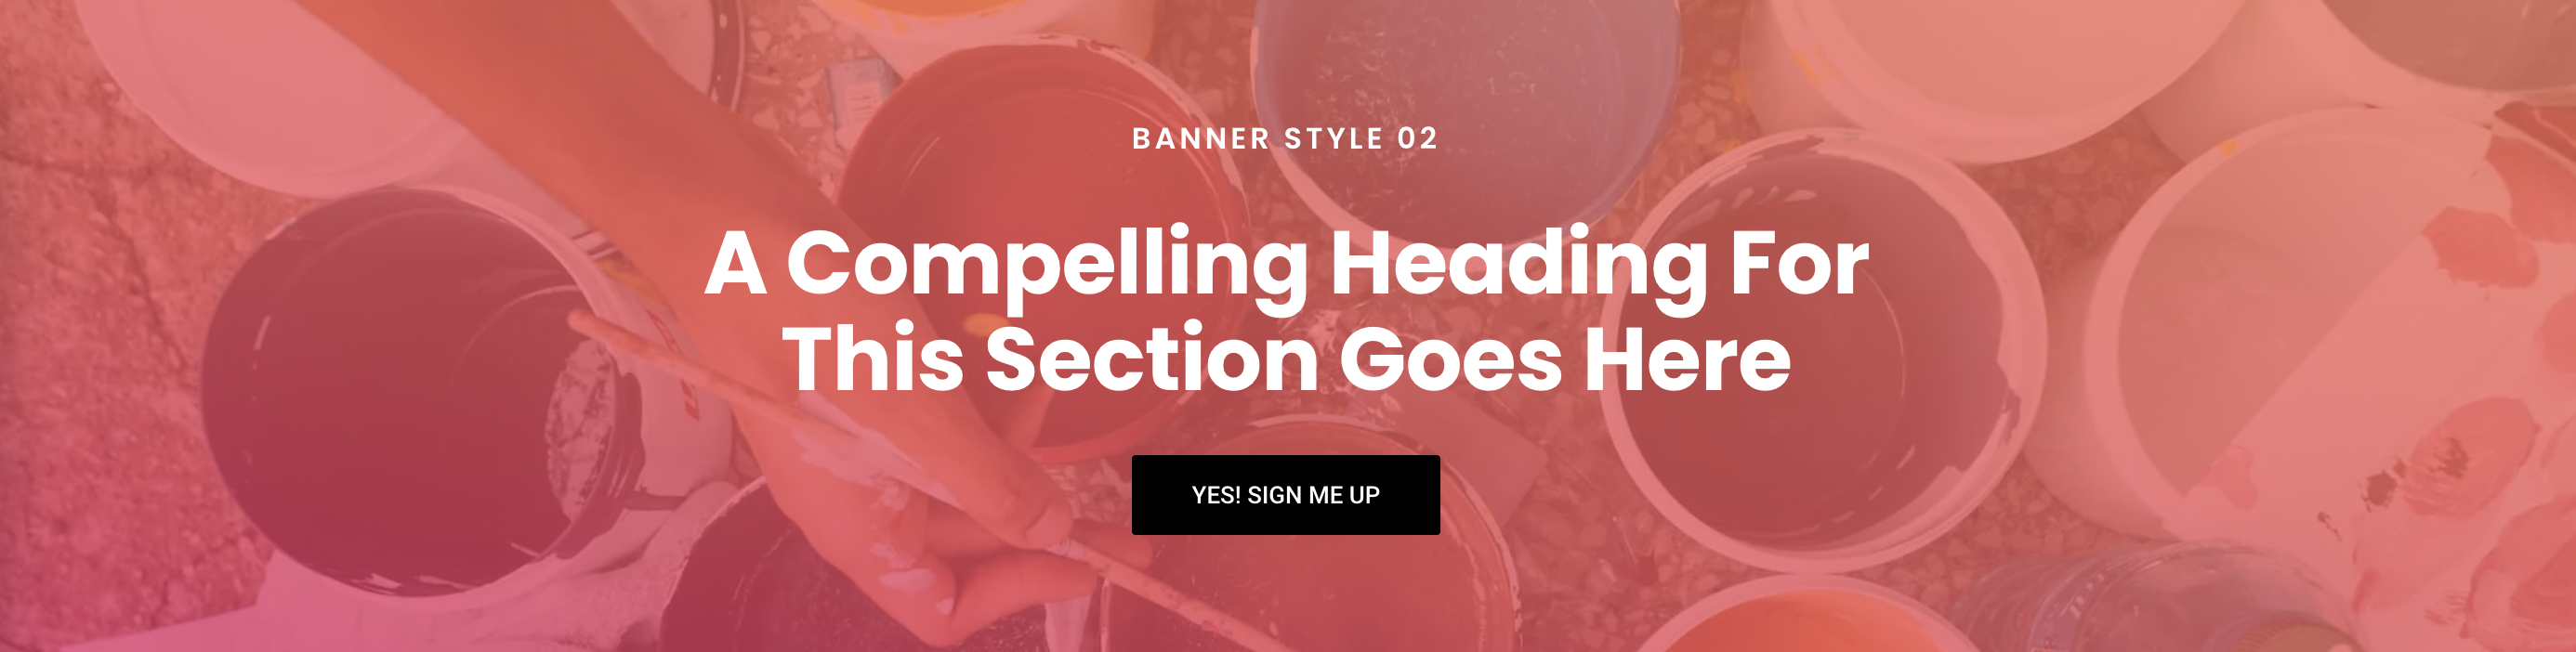 BANNER STYLE 02
A Compelling Heading For
This Section Goes Here
YES! SIGN ME UP